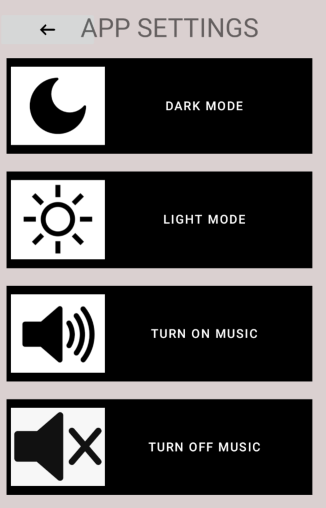 APP SETTINGS
DARK MODE
LIGHT MODE
TURN ON MUSIC
TURN OFF MUSIC